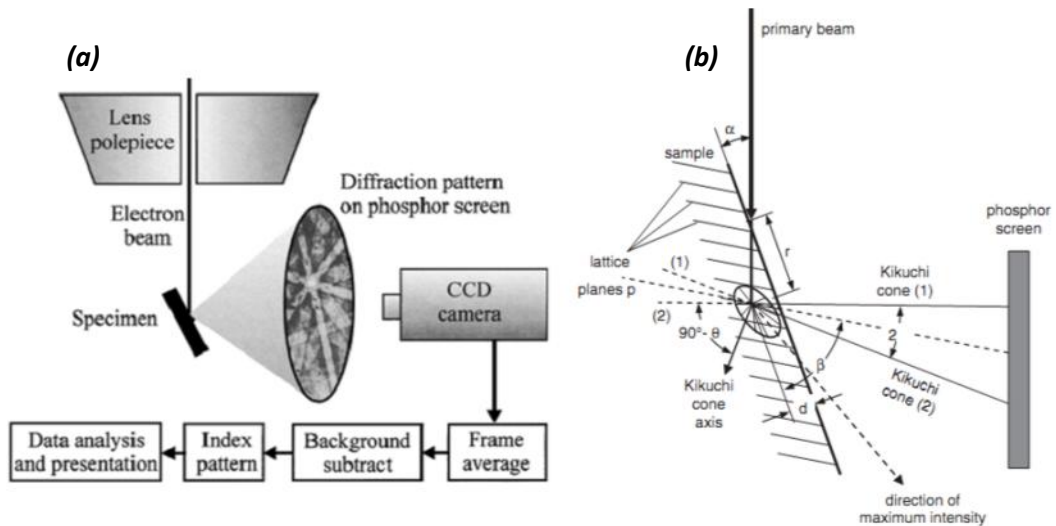 (a)
Lens
polepiece
Electron
beam
Specimen
Diffraction pattern
on phosphor screen
CCD
camera
Data analysis
and presentation
Index
pattern
Background
subtract
Frame
average
(b)
primary beam
α
sample
r
lattice
planes p
(1)
(2)
90°- θ
Kikuchi
cone
axis
d
β
Kikuchi
cone (1)
2
Kikuchi
cone (2)
phosphor
screen
direction of
maximum intensity